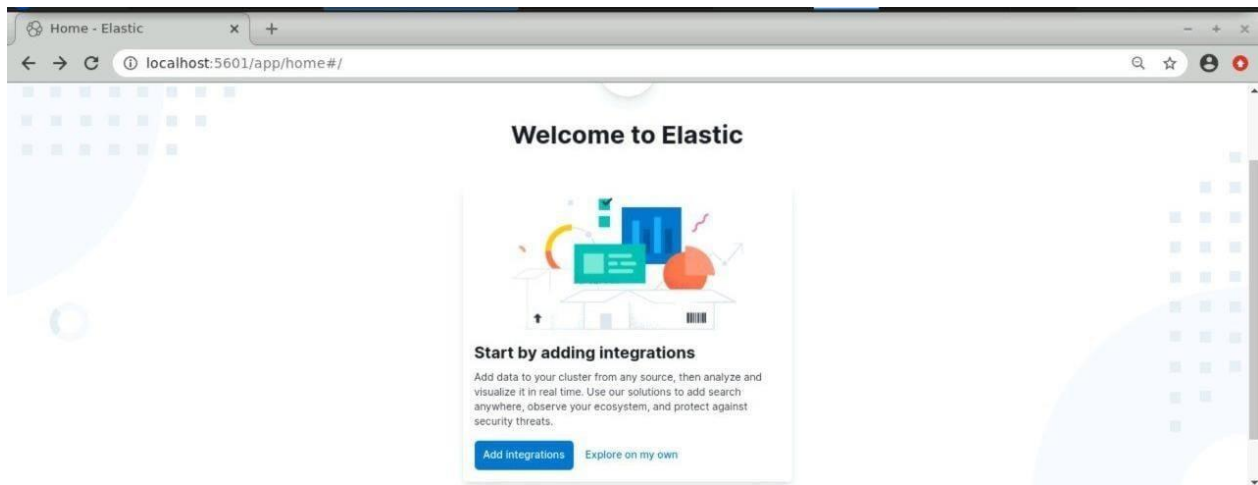 Home - Elastic
localhost:5601/app/home#/
Welcome to Elastic
Start by adding integrations
Add data to your cluster from any source, then analyze and
visualize it in real time. Use our solutions to add search
anywhere, observe your ecosystem, and protect against
security threats.
Add integrations Explore on my own